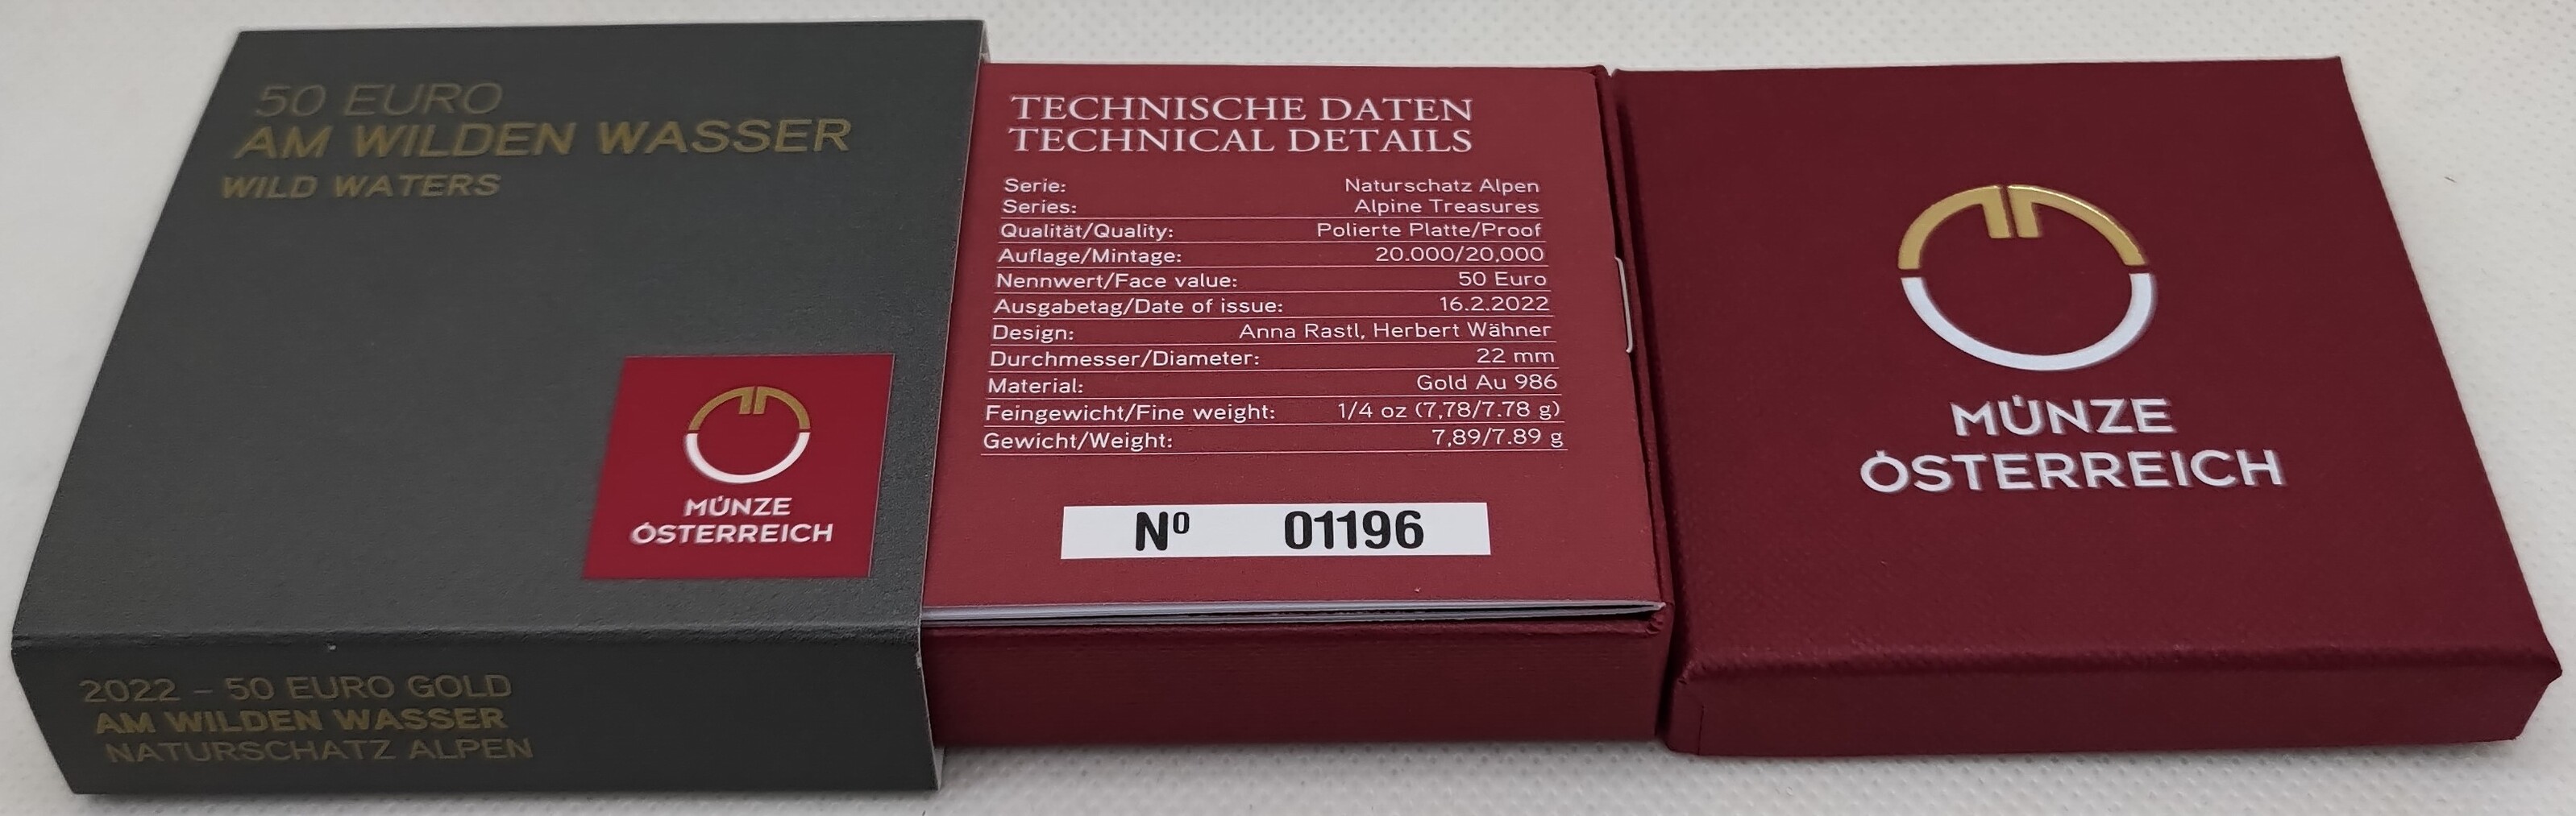 50 EURO
AM WILDEN WASSER
WILD WATERS
MÜNZE
ÖSTERREICH
2022 – 50 EURO GOLD
AM WILDEN WASSER
NATURSCHATZ ALPEN
TECHNISCHE DATEN
TECHNICAL DETAILS
Serie: Naturschatz Alpen
Series: Alpine Treasures
Qualität/Quality: Polierte Platte/Proof
Auflage/Mintage: 20.000/20,000
Nennwert/Face value: 50 Euro
Ausgabetag/Date of issue: 16.2.2022
Design: Anna Rastl, Herbert Wähner
Durchmesser/Diameter: 22 mm
Material: Gold Au 986
Feingewicht/Fine weight: 1/4 oz (7,78/7.78 g)
Gewicht/Weight: 7,89/7.89 g
Nº 01196
MÜNZE
ÖSTERREICH